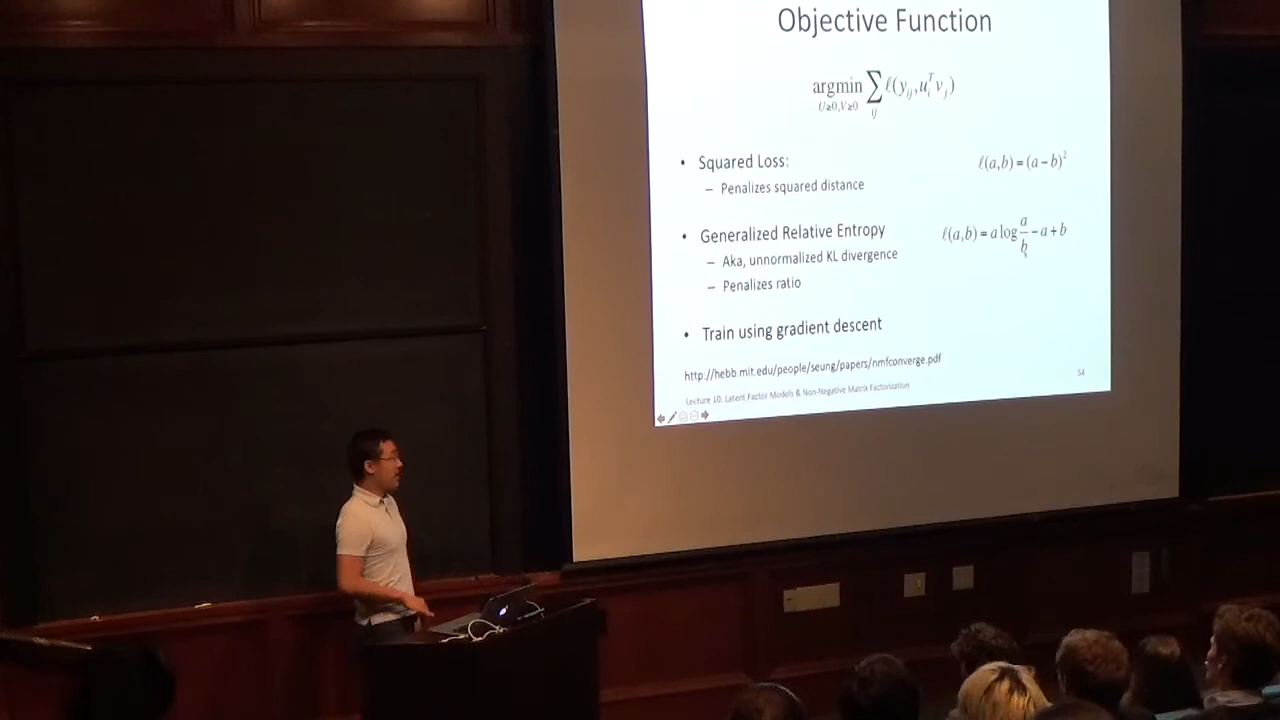 Objective Function
argmin ∑ ℓ(y_ij, u_i^T v_j)
U≥0,V≥0 ij
• Squared Loss: ℓ(a,b) = (a − b)²
– Penalizes squared distance
• Generalized Relative Entropy ℓ(a,b) = a log a/b − a + b
– Aka, unnormalized KL divergence
– Penalizes ratio
• Train using gradient descent
http://hebb.mit.edu/people/seung/papers/nmfconverge.pdf
Lecture 10: Latent Factor Models & Non-Negative Matrix Factorization 54